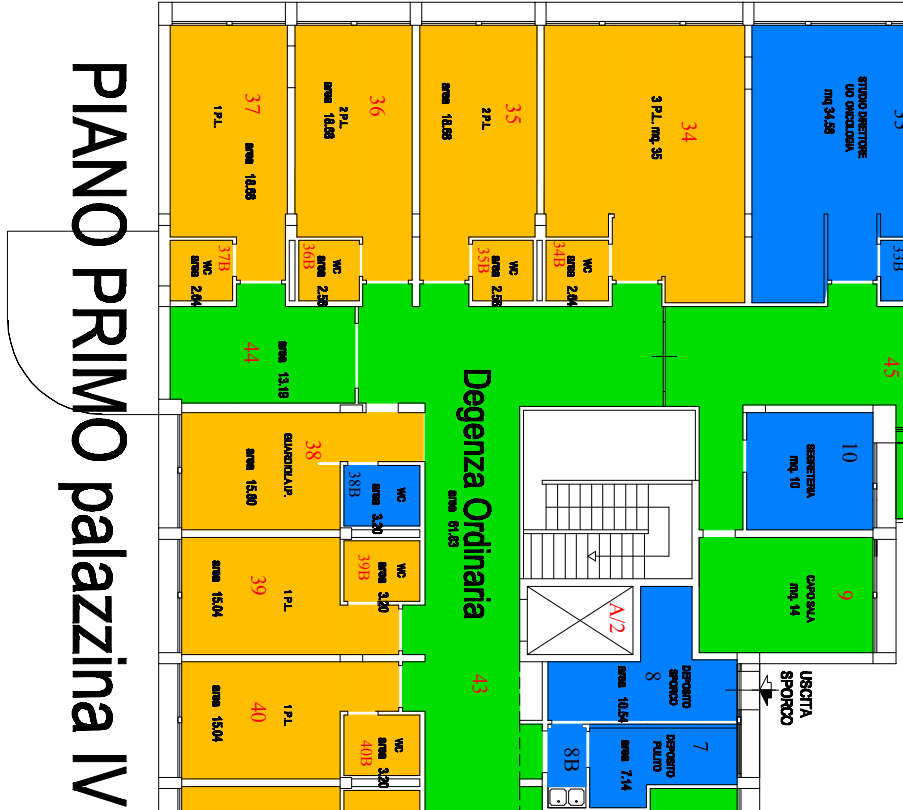 PIANO PRIMO palazzina IV
37
1 P.L.
area 18.68
37B
WC
area 2.64
36
2 P.L.
area 18.68
36B
WC
area 2.58
35
2 P.L.
area 18.68
35B
WC
area 2.58
34
3 P.L. mq. 35
34B
WC
area 2.64
STUDIO DIRETTORE
UO ONCOLOGIA
mq 34.58
33B
44
area 13.19
45
Degenza Ordinaria
area 61.63
38
GUARDIOLA I.P.
area 15.60
38B
WC
area 3.20
10
SEGRETERIA
mq. 10
39
1 P.L.
area 15.04
39B
WC
area 3.20
9
CAPO SALA
mq. 14
A/2
43
40
1 P.L.
area 15.04
40B
WC
area 3.20
8
DEPOSITO
SPORCO
area 10.54
USCITA
SPORCO
7
DEPOSITO
PULITO
area 7.14
8B